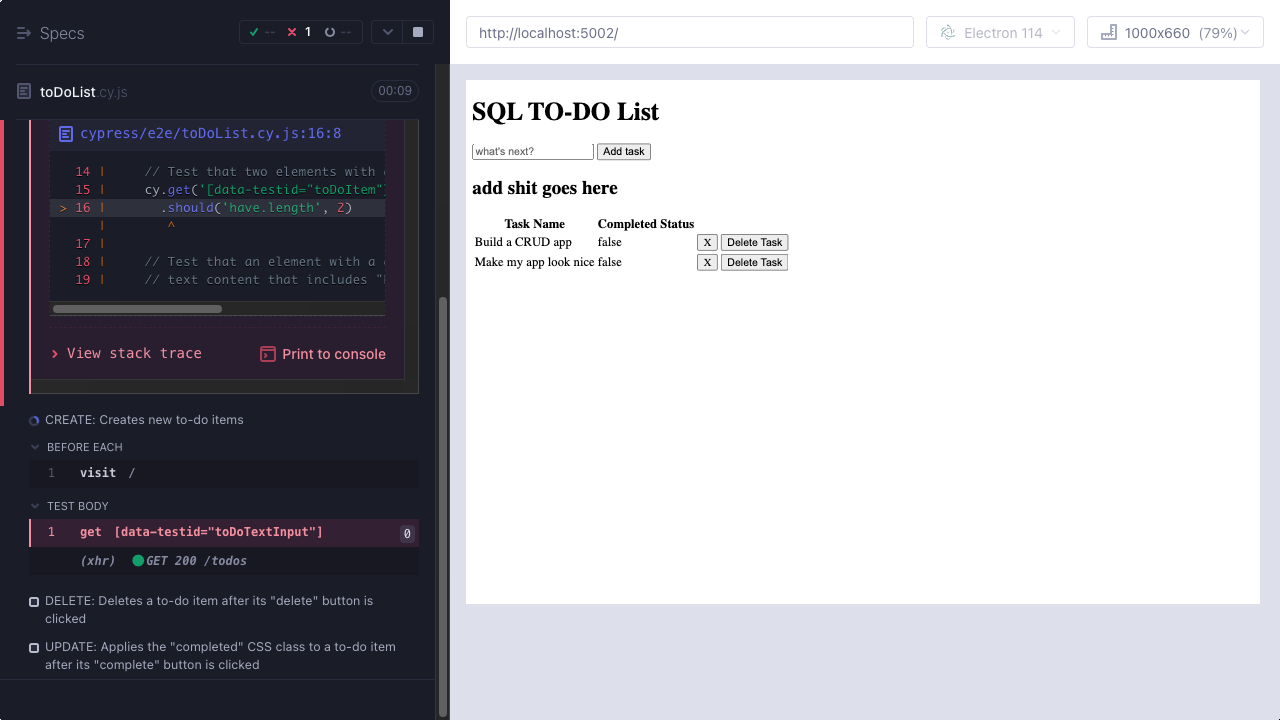 Specs
-- 1 --
toDoList.cy.js 00:09
cypress/e2e/toDoList.cy.js:16:8
14 | // Test that two elements with
15 | cy.get('[data-testid="toDoItem"]
> 16 | .should('have.length', 2)
| ^
17 |
18 | // Test that an element with a
19 | // text content that includes "
View stack trace
Print to console
CREATE: Creates new to-do items
BEFORE EACH
1 visit /
TEST BODY
1 get [data-testid="toDoTextInput"] 0
(xhr) GET 200 /todos
DELETE: Deletes a to-do item after its "delete" button is
clicked
UPDATE: Applies the "completed" CSS class to a to-do item
after its "complete" button is clicked
http://localhost:5002/
Electron 114
1000x660 (79%)
SQL TO-DO List
what's next? Add task
add shit goes here
Task Name Completed Status
Build a CRUD app false X Delete Task
Make my app look nice false X Delete Task